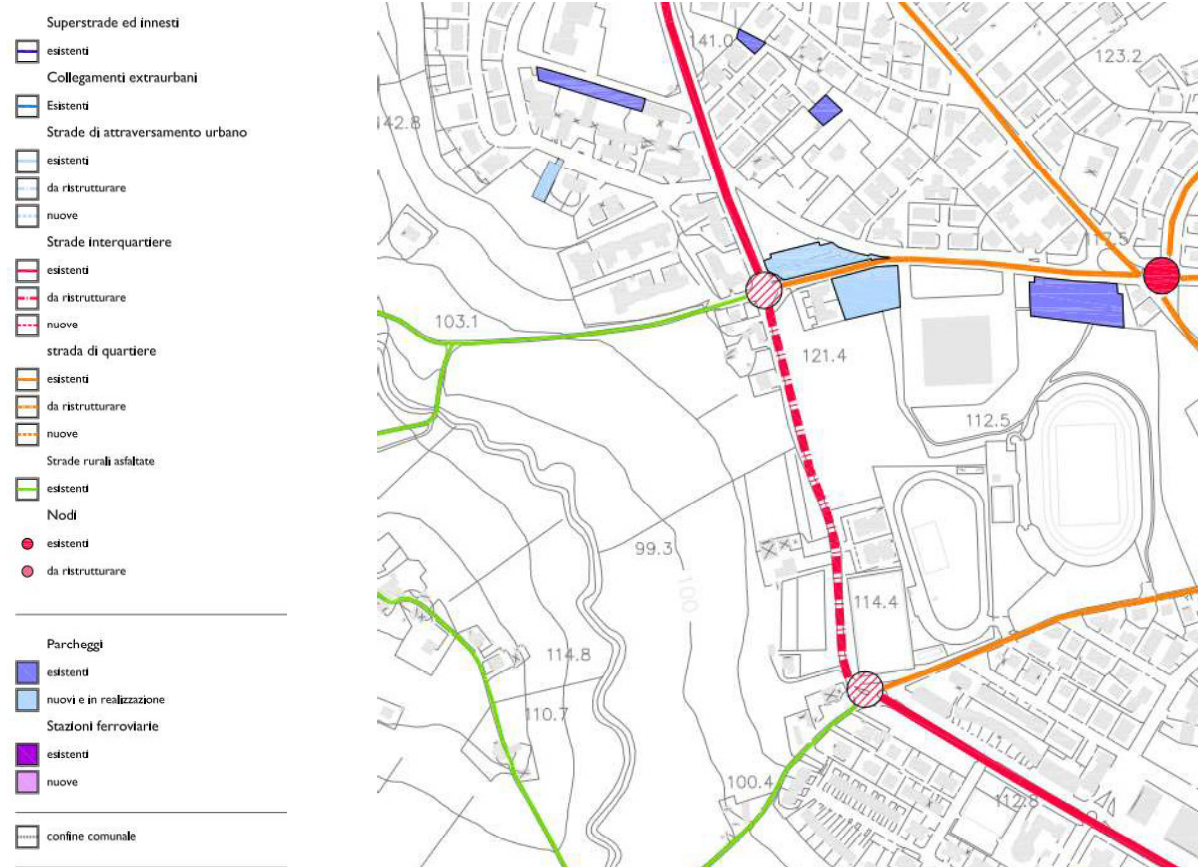 Superstrade ed innesti
esistenti
Collegamenti extraurbani
Esistenti
Strade di attraversamento urbano
esistenti
da ristrutturare
nuove
Strade interquartiere
esistenti
da ristrutturare
nuove
strada di quartiere
esistenti
da ristrutturare
nuove
Strade rurali asfaltate
esistenti
Nodi
esistenti
da ristrutturare
Parcheggi
esistenti
nuovi e in realizzazione
Stazioni ferroviarie
esistenti
nuove
confine comunale
141.0
123.2
142.8
117.5
103.1
121.4
112.5
99.3
100
114.4
114.8
110.7
100.4
112.8